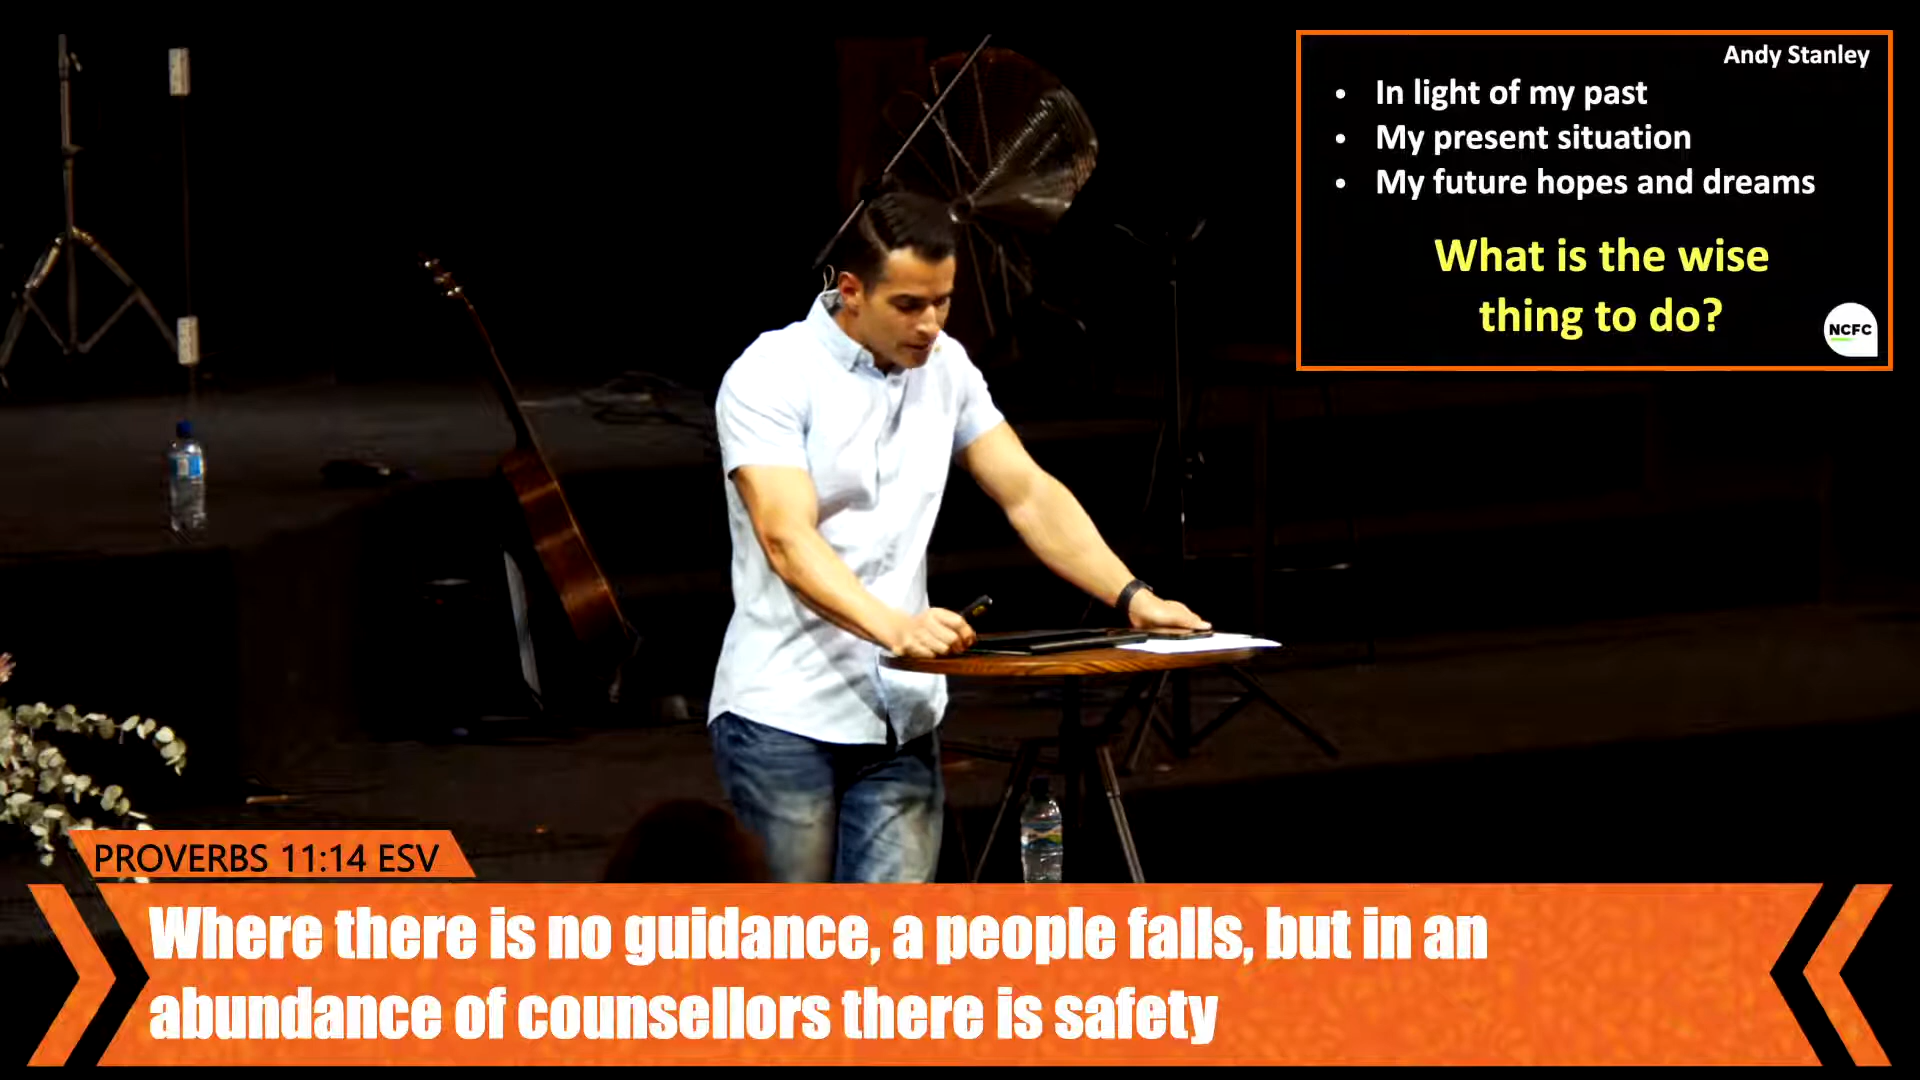 Andy Stanley
• In light of my past
• My present situation
• My future hopes and dreams
What is the wise
thing to do?
NCFC
PROVERBS 11:14 ESV
Where there is no guidance, a people falls, but in an
abundance of counsellors there is safety